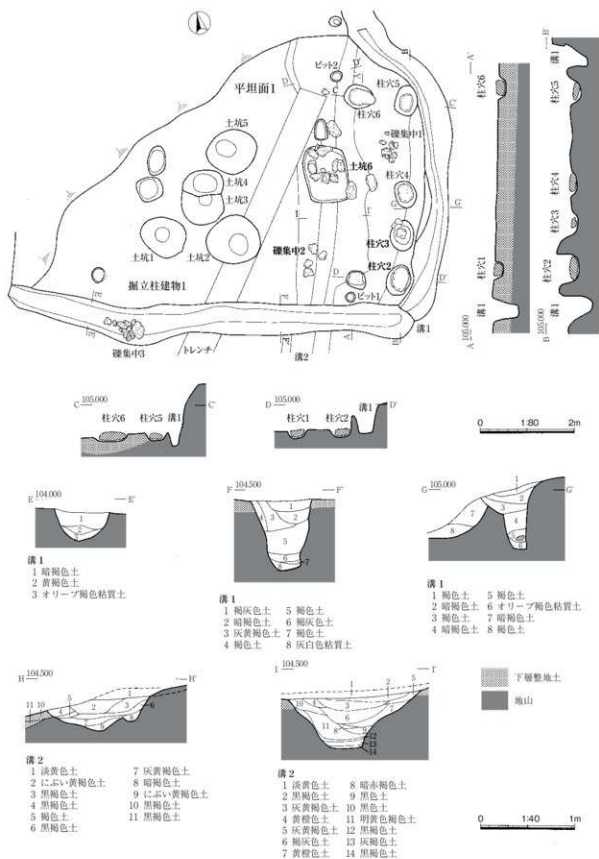 ピット2
平坦面1
柱穴5
柱穴6
礫集中1
土坑5
土坑6
土坑4
土坑3
柱穴4
土坑1
土坑2
礫集中2
柱穴3
柱穴2
掘立柱建物1
ピット1
溝1
礫集中3
トレンチ
溝2
A'
柱穴6
柱穴1
溝1
105.000
A
B'
溝1
柱穴5
柱穴4
柱穴3
柱穴2
溝1
105.000
B
C 105.000 C'
柱穴6 柱穴5 溝1
D 105.000 D'
柱穴1 柱穴2 溝1
0 1:80 2m
E 104.000 E'
溝1
1 暗褐色土
2 黄褐色土
3 オリーブ褐色粘質土
F 104.500 F'
溝1
1 褐灰色土 5 褐色土
2 暗褐色土 6 褐灰色土
3 灰黄褐色土 7 褐色土
4 褐色土 8 灰白色粘質土
G 105.000 G'
溝1
1 褐色土 5 褐色土
2 暗褐色土 6 オリーブ褐色粘質土
3 褐色土 7 暗褐色土
4 暗褐色土 8 褐色土
H 104.500 H'
溝2
1 淡黄色土 7 灰黄褐色土
2 にぶい黄褐色土 8 暗褐色土
3 黒褐色土 9 にぶい黄褐色土
4 黒褐色土 10 黒褐色土
5 褐色土 11 黒褐色土
6 黒褐色土
I 104.500 I'
溝2
1 淡黄色土 8 暗赤褐色土
2 黒褐色土 9 黒色土
3 灰黄褐色土 10 黒色土
4 黄橙色土 11 明黄色褐色土
5 灰黄褐色土 12 黒褐色土
6 褐灰色土 13 灰褐色土
7 黄橙色土 14 黒褐色土
下層整地土
地山
0 1:40 1m